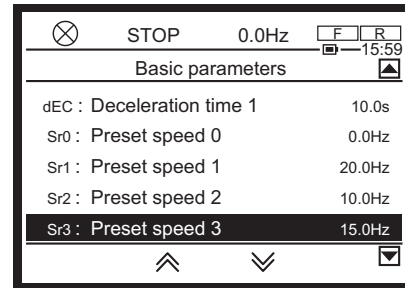 STOP 0.0Hz F R
15:59
Basic parameters
dEC : Deceleration time 1 10.0s
Sr0 : Preset speed 0 0.0Hz
Sr1 : Preset speed 1 20.0Hz
Sr2 : Preset speed 2 10.0Hz
Sr3 : Preset speed 3 15.0Hz